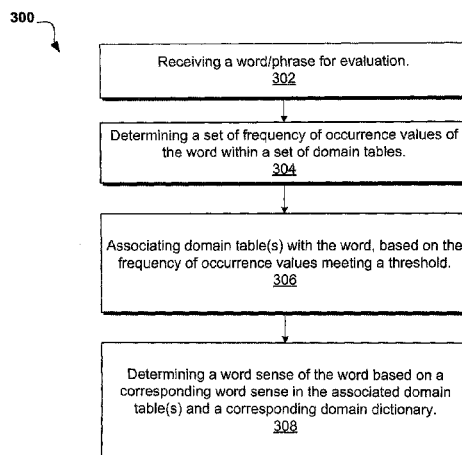 300
Receiving a word/phrase for evaluation.
302
Determining a set of frequency of occurrence values of
the word within a set of domain tables.
304
Associating domain table(s) with the word, based on the
frequency of occurrence values meeting a threshold.
306
Determining a word sense of the word based on a
corresponding word sense in the associated domain
table(s) and a corresponding domain dictionary.
308